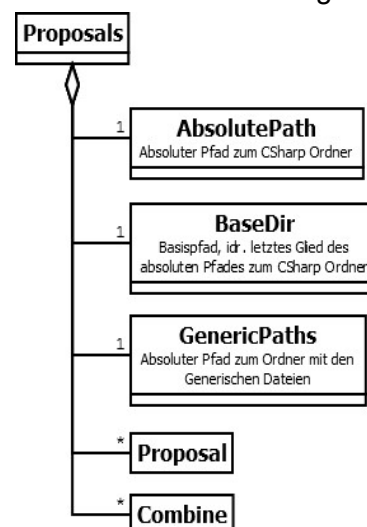 Proposals
1
AbsolutePath
Absoluter Pfad zum CSharp Ordner
1
BaseDir
Basispfad, idr. letztes Glied des
absoluten Pfades zum CSharp Ordner
1
GenericPaths
Absoluter Pfad zum Ordner mit den
Generischen Dateien
*
Proposal
*
Combine